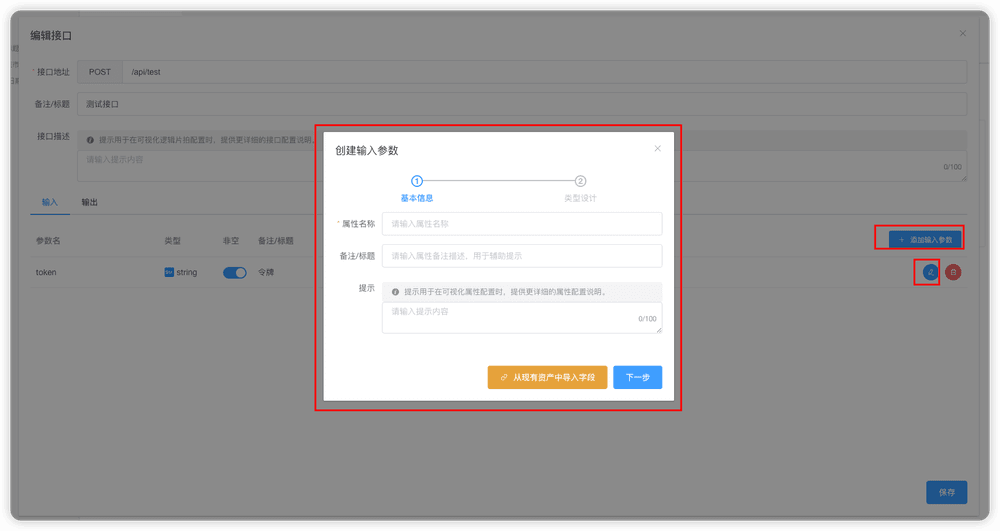 编辑接口
* 接口地址 POST /api/test
备注/标题 测试接口
接口描述 提示用于在可视化逻辑片拍配置时，提供更详细的接口配置说明。
请输入提示内容
0/100
输入 输出
参数名 类型 非空 备注/标题
+ 添加输入参数
token string 令牌
创建输入参数
1 2
基本信息 类型设计
* 属性名称 请输入属性名称
备注/标题 请输入属性备注描述，用于辅助提示
提示 提示用于在可视化属性配置时，提供更详细的属性配置说明。
请输入提示内容
0/100
从现有资产中导入字段 下一步
保存